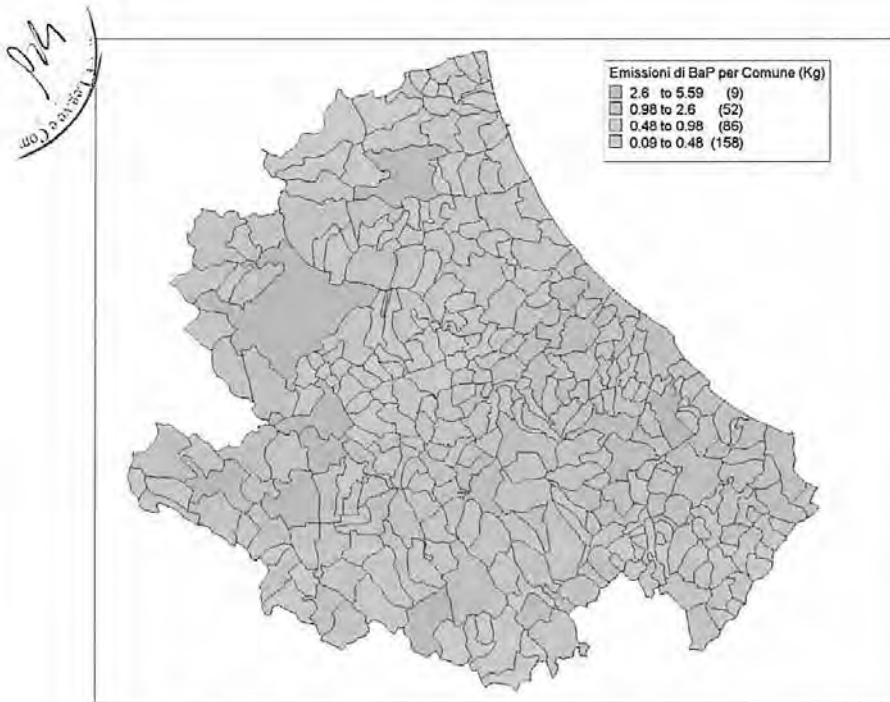 Emissioni di BaP per Comune (Kg)
2.6 to 5.59 (9)
0.98 to 2.6 (52)
0.48 to 0.98 (86)
0.09 to 0.48 (158)